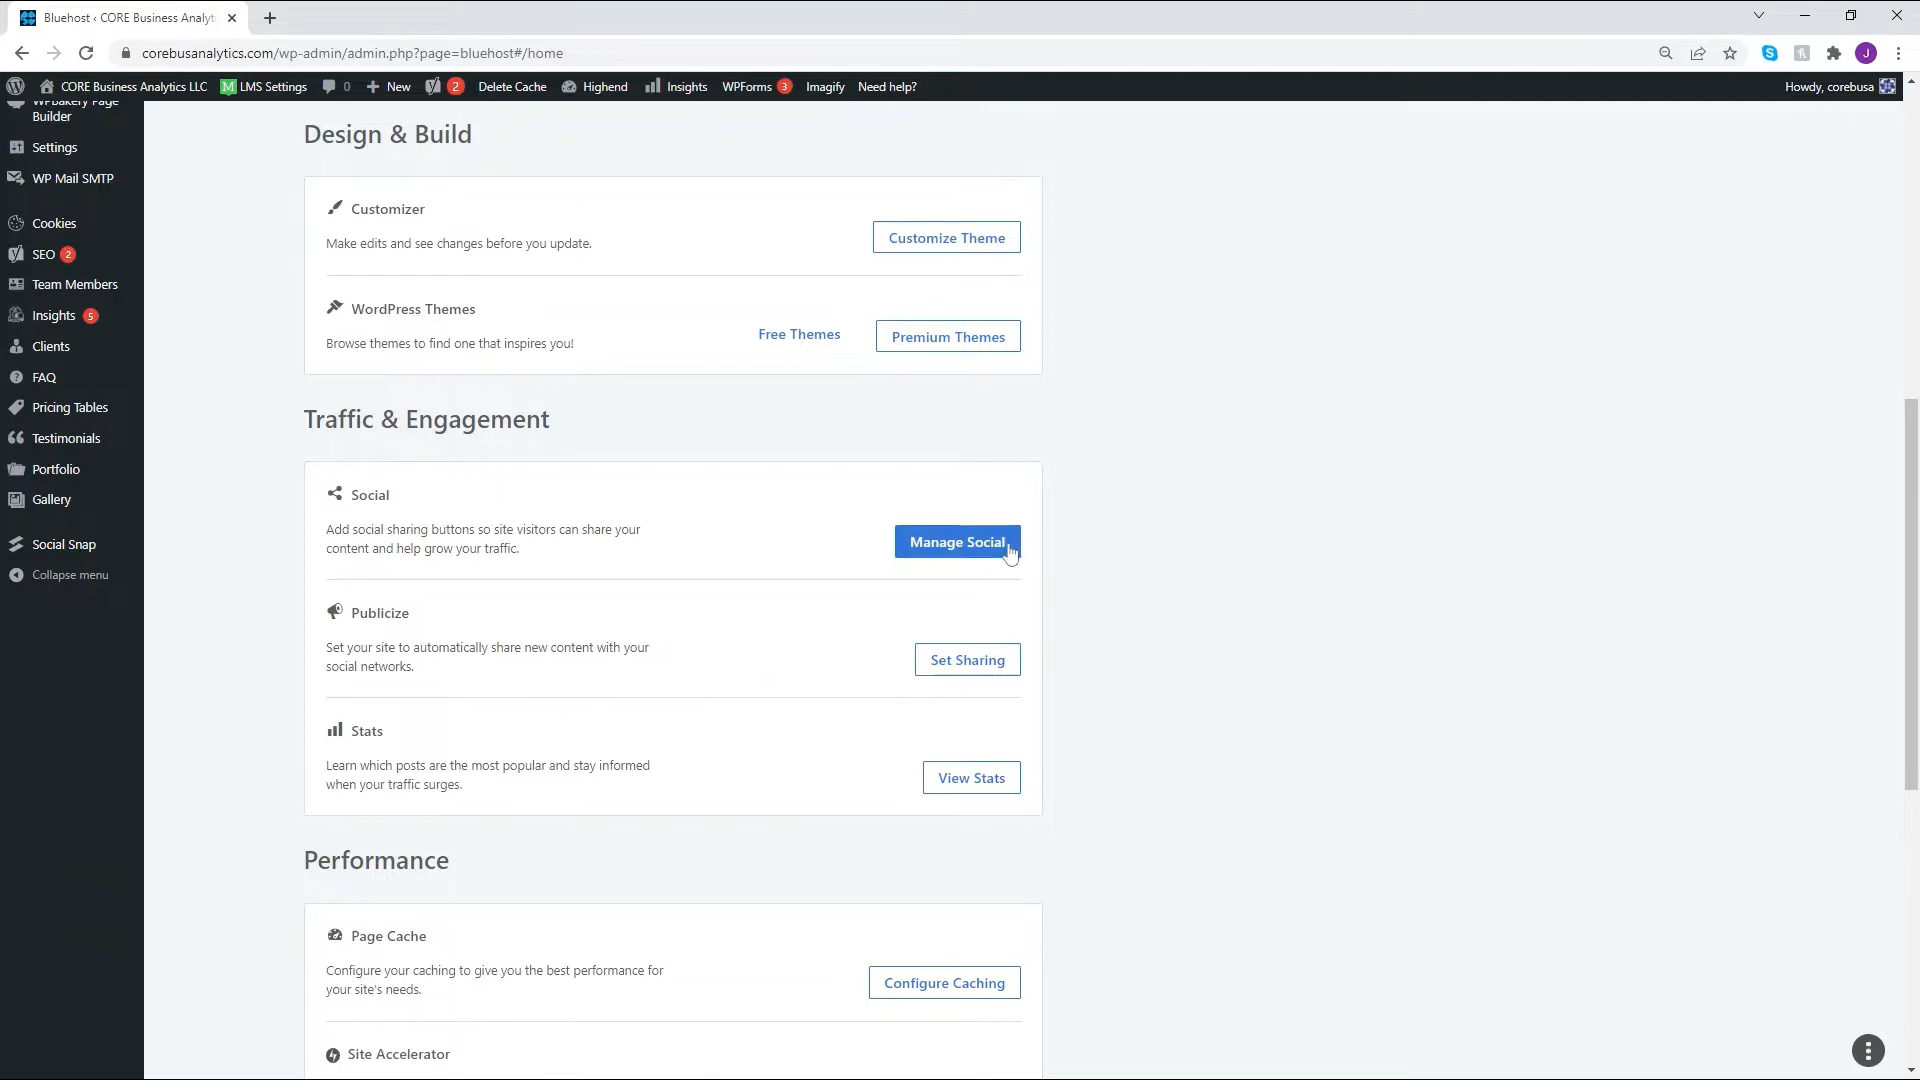 Bluehost ‹ CORE Business Analyt
corebusanalytics.com/wp-admin/admin.php?page=bluehost#/home
J
CORE Business Analytics LLC
M LMS Settings
0
New
2
Delete Cache
Highend
Insights
WPForms 3
Imagify
Need help?
Howdy, corebusa
WPBakery Page
Builder
Settings
WP Mail SMTP
Cookies
SEO 2
Team Members
Insights 5
Clients
FAQ
Pricing Tables
Testimonials
Portfolio
Gallery
Social Snap
Collapse menu
Design & Build
Customizer
Make edits and see changes before you update.
Customize Theme
WordPress Themes
Browse themes to find one that inspires you!
Free Themes
Premium Themes
Traffic & Engagement
Social
Add social sharing buttons so site visitors can share your
content and help grow your traffic.
Manage Social
Publicize
Set your site to automatically share new content with your
social networks.
Set Sharing
Stats
Learn which posts are the most popular and stay informed
when your traffic surges.
View Stats
Performance
Page Cache
Configure your caching to give you the best performance for
your site's needs.
Configure Caching
Site Accelerator